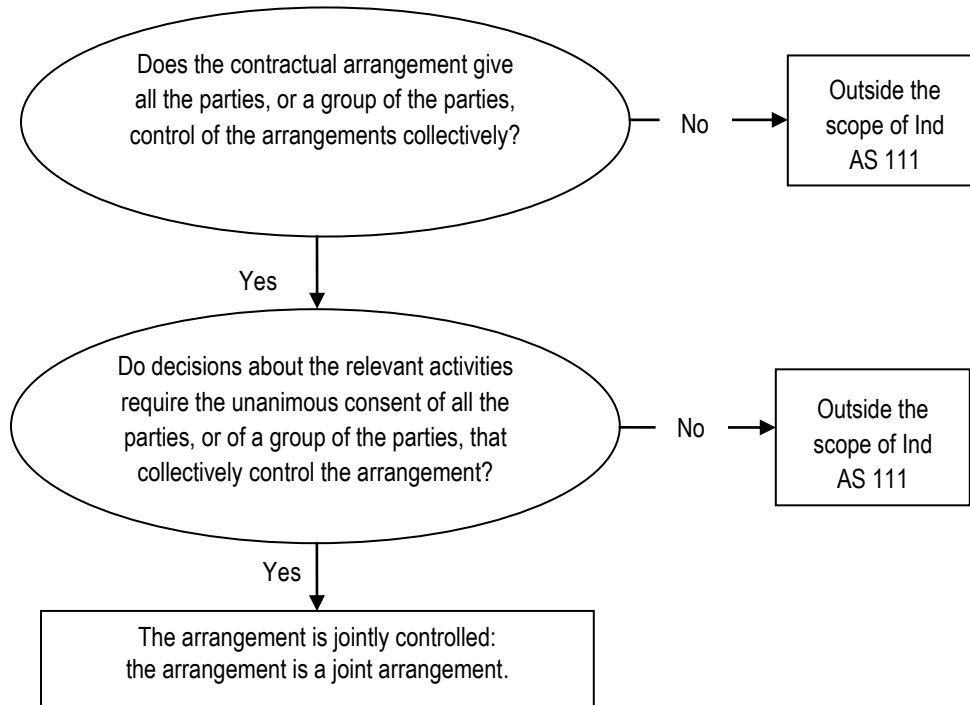 Does the contractual arrangement give
all the parties, or a group of the parties,
control of the arrangements collectively?
No
Outside the
scope of Ind
AS 111
Yes
Do decisions about the relevant activities
require the unanimous consent of all the
parties, or of a group of the parties, that
collectively control the arrangement?
No
Outside the
scope of Ind
AS 111
Yes
The arrangement is jointly controlled:
the arrangement is a joint arrangement.